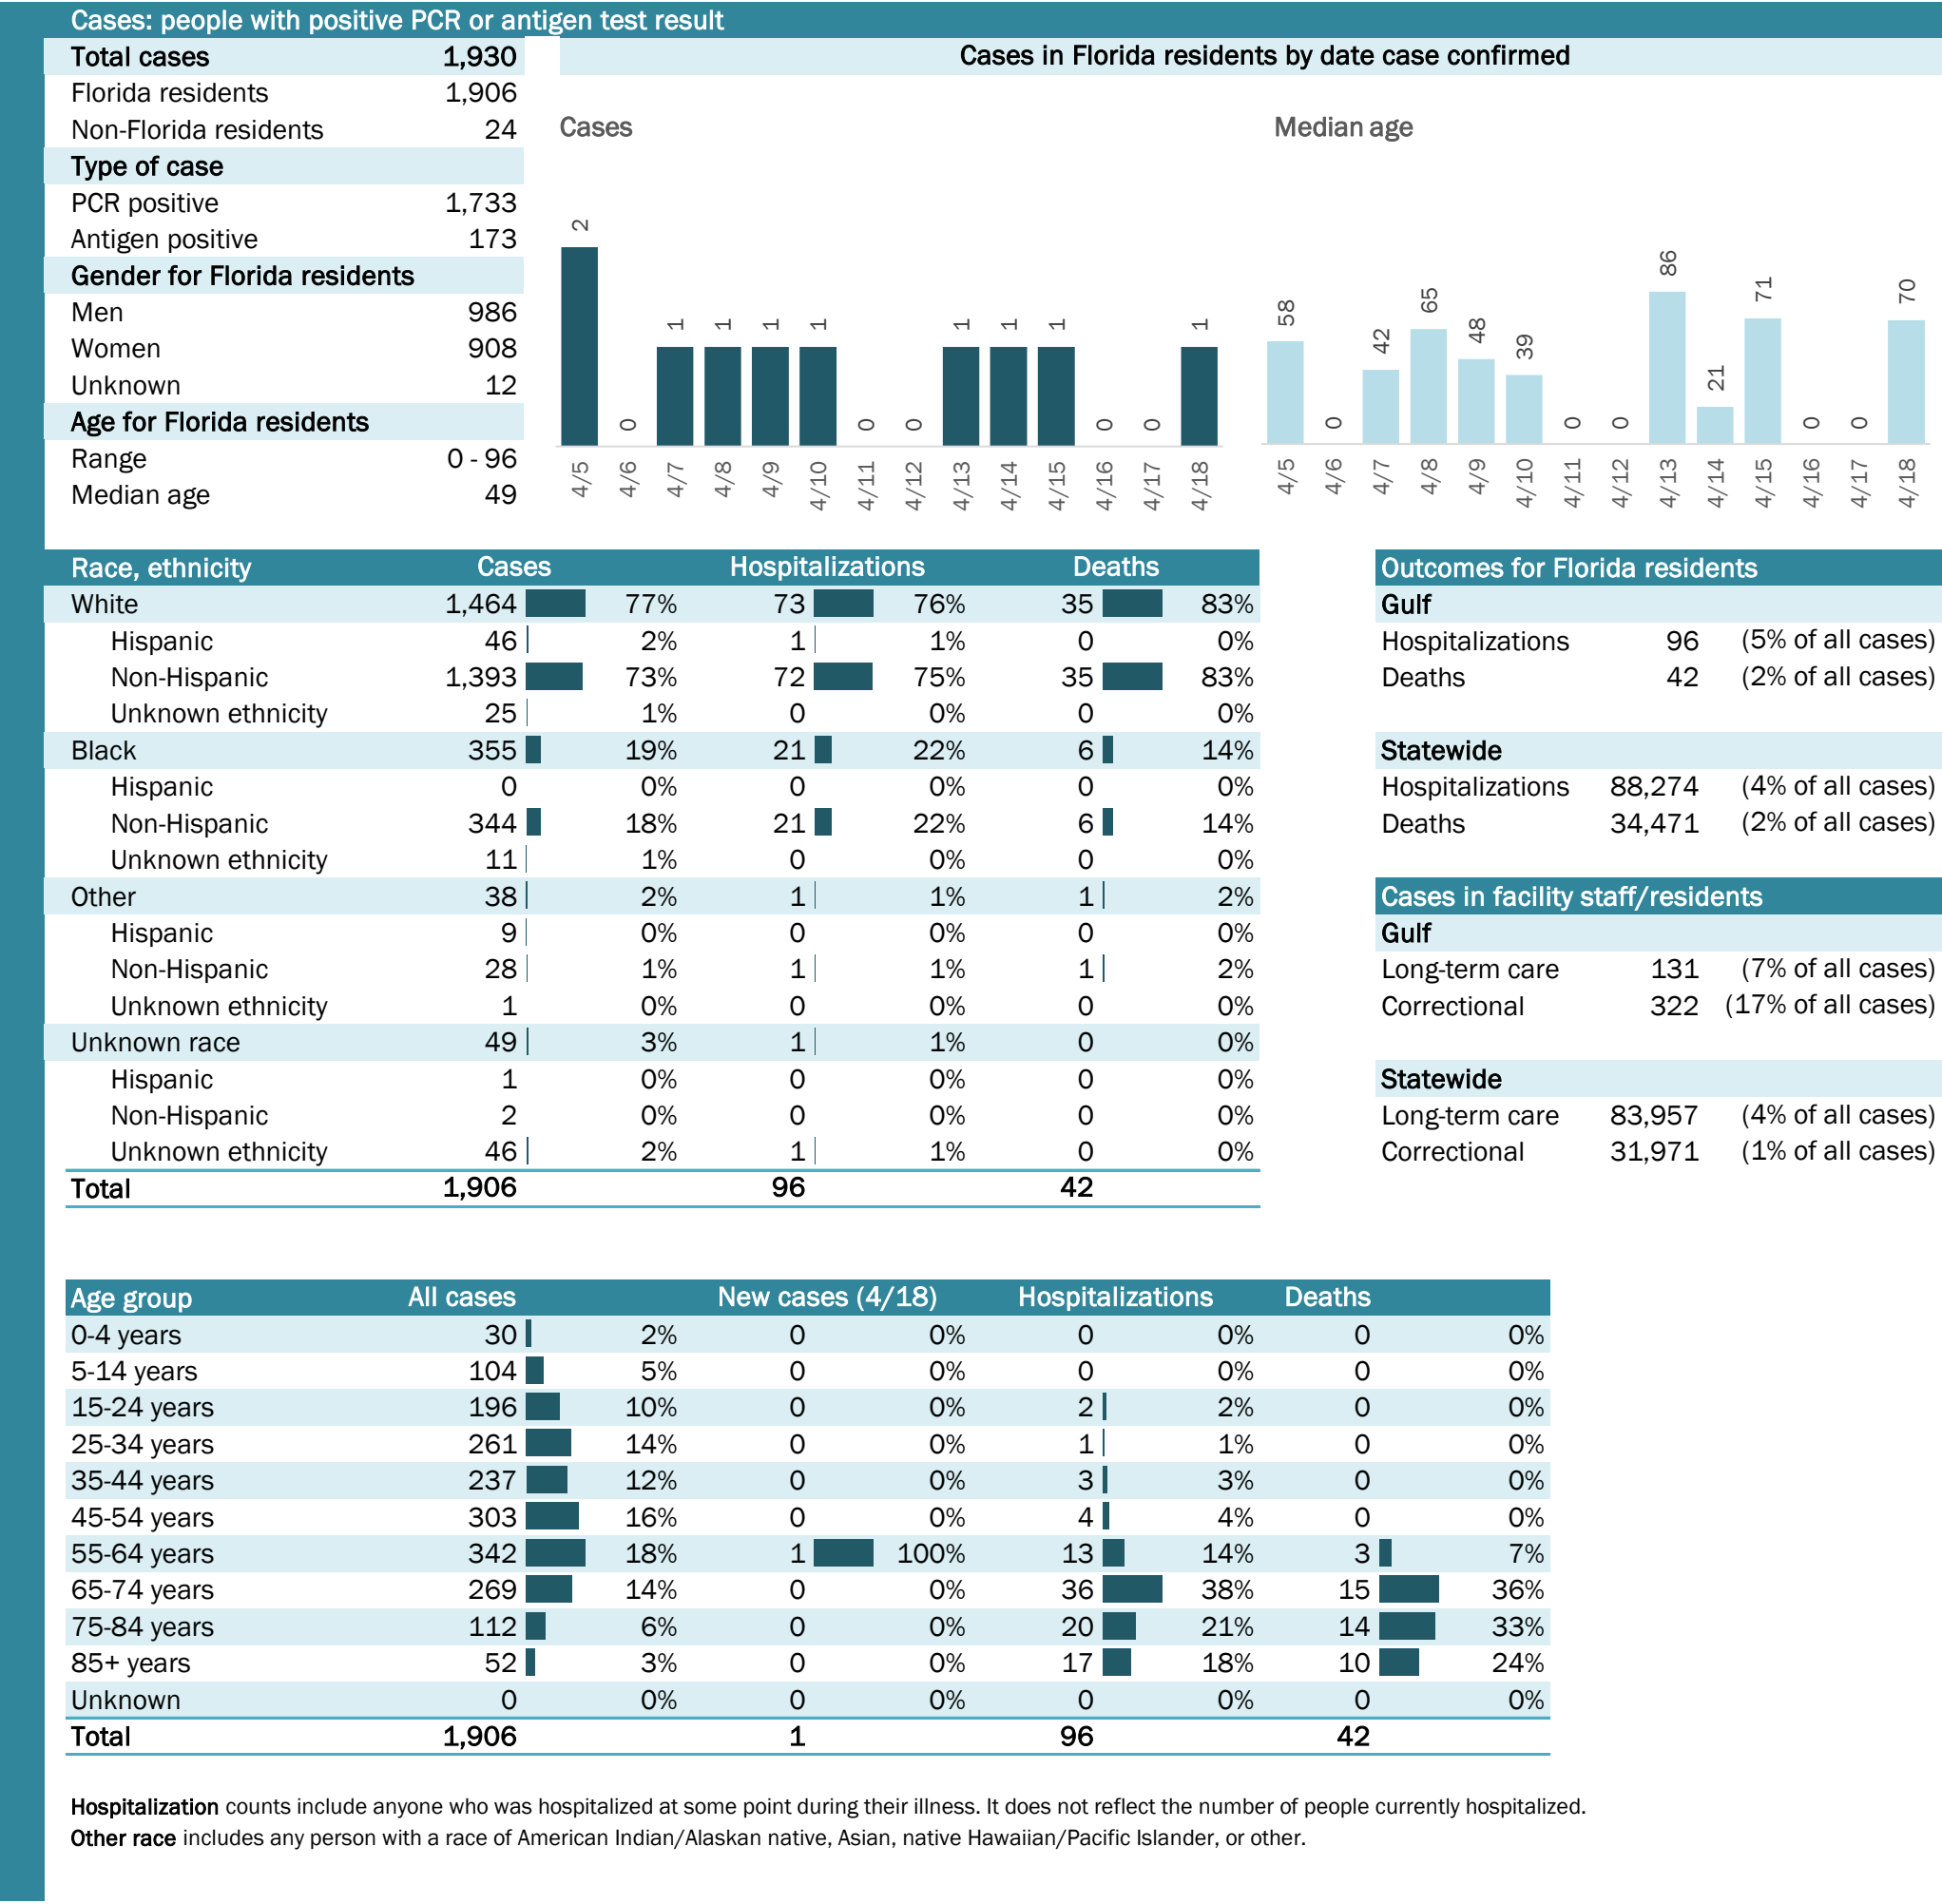 Cases: people with positive PCR or antigen test result
Total cases 1,930
Florida residents 1,906
Non-Florida residents 24
Type of case
PCR positive 1,733
Antigen positive 173
Gender for Florida residents
Men 986
Women 908
Unknown 12
Age for Florida residents
Range 0 - 96
Median age 49
Cases in Florida residents by date case confirmed
Cases
2 0 1 1 1 1 0 0 1 1 1 0 0 1
4/5 4/6 4/7 4/8 4/9 4/10 4/11 4/12 4/13 4/14 4/15 4/16 4/17 4/18
Median age
58 0 42 65 48 39 0 0 86 21 71 0 0 70
4/5 4/6 4/7 4/8 4/9 4/10 4/11 4/12 4/13 4/14 4/15 4/16 4/17 4/18
Race, ethnicity Cases Hospitalizations Deaths
White 1,464 77% 73 76% 35 83%
Hispanic 46 2% 1 1% 0 0%
Non-Hispanic 1,393 73% 72 75% 35 83%
Unknown ethnicity 25 1% 0 0% 0 0%
Black 355 19% 21 22% 6 14%
Hispanic 0 0% 0 0% 0 0%
Non-Hispanic 344 18% 21 22% 6 14%
Unknown ethnicity 11 1% 0 0% 0 0%
Other 38 2% 1 1% 1 2%
Hispanic 9 0% 0 0% 0 0%
Non-Hispanic 28 1% 1 1% 1 2%
Unknown ethnicity 1 0% 0 0% 0 0%
Unknown race 49 3% 1 1% 0 0%
Hispanic 1 0% 0 0% 0 0%
Non-Hispanic 2 0% 0 0% 0 0%
Unknown ethnicity 46 2% 1 1% 0 0%
Total 1,906 96 42
Outcomes for Florida residents
Gulf
Hospitalizations 96 (5% of all cases)
Deaths 42 (2% of all cases)
Statewide
Hospitalizations 88,274 (4% of all cases)
Deaths 34,471 (2% of all cases)
Cases in facility staff/residents
Gulf
Long-term care 131 (7% of all cases)
Correctional 322 (17% of all cases)
Statewide
Long-term care 83,957 (4% of all cases)
Correctional 31,971 (1% of all cases)
Age group All cases New cases (4/18) Hospitalizations Deaths
0-4 years 30 2% 0 0% 0 0% 0 0%
5-14 years 104 5% 0 0% 0 0% 0 0%
15-24 years 196 10% 0 0% 2 2% 0 0%
25-34 years 261 14% 0 0% 1 1% 0 0%
35-44 years 237 12% 0 0% 3 3% 0 0%
45-54 years 303 16% 0 0% 4 4% 0 0%
55-64 years 342 18% 1 100% 13 14% 3 7%
65-74 years 269 14% 0 0% 36 38% 15 36%
75-84 years 112 6% 0 0% 20 21% 14 33%
85+ years 52 3% 0 0% 17 18% 10 24%
Unknown 0 0% 0 0% 0 0% 0 0%
Total 1,906 1 96 42
Hospitalization counts include anyone who was hospitalized at some point during their illness. It does not reflect the number of people currently hospitalized.
Other race includes any person with a race of American Indian/Alaskan native, Asian, native Hawaiian/Pacific Islander, or other.